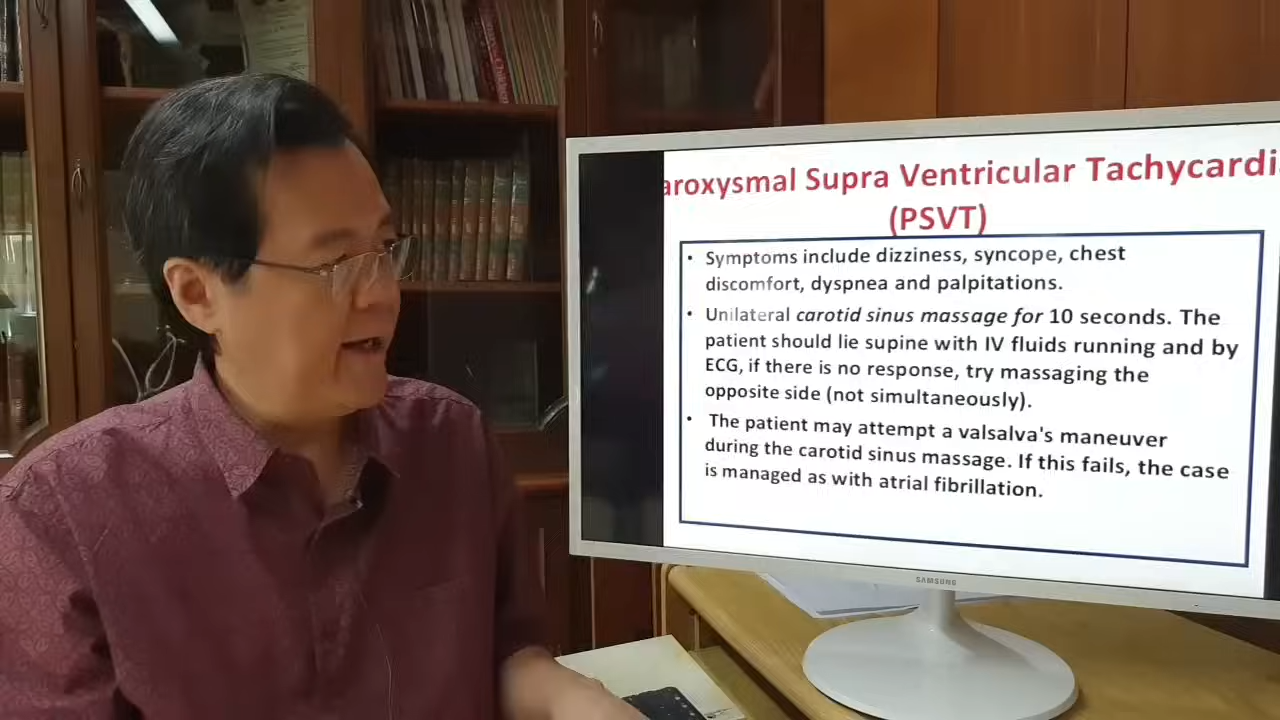 aroxysmal Supra Ventricular Tachycardi
(PSVT)
• Symptoms include dizziness, syncope, chest
discomfort, dyspnea and palpitations.
• Unilateral carotid sinus massage for 10 seconds. The
patient should lie supine with IV fluids running and by
ECG, if there is no response, try massaging the
opposite side (not simultaneously).
• The patient may attempt a valsalva's maneuver
during the carotid sinus massage. If this fails, the case
is managed as with atrial fibrillation.
SAMSUNG